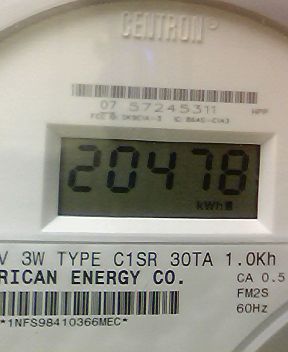 CENTRON®
07 57245311
20478
kWh
V 3W TYPE C1SR 30TA 1.0Kh
RICAN ENERGY CO.
CA 0.5
FM2S
60Hz
*1NFS98410366MEC*